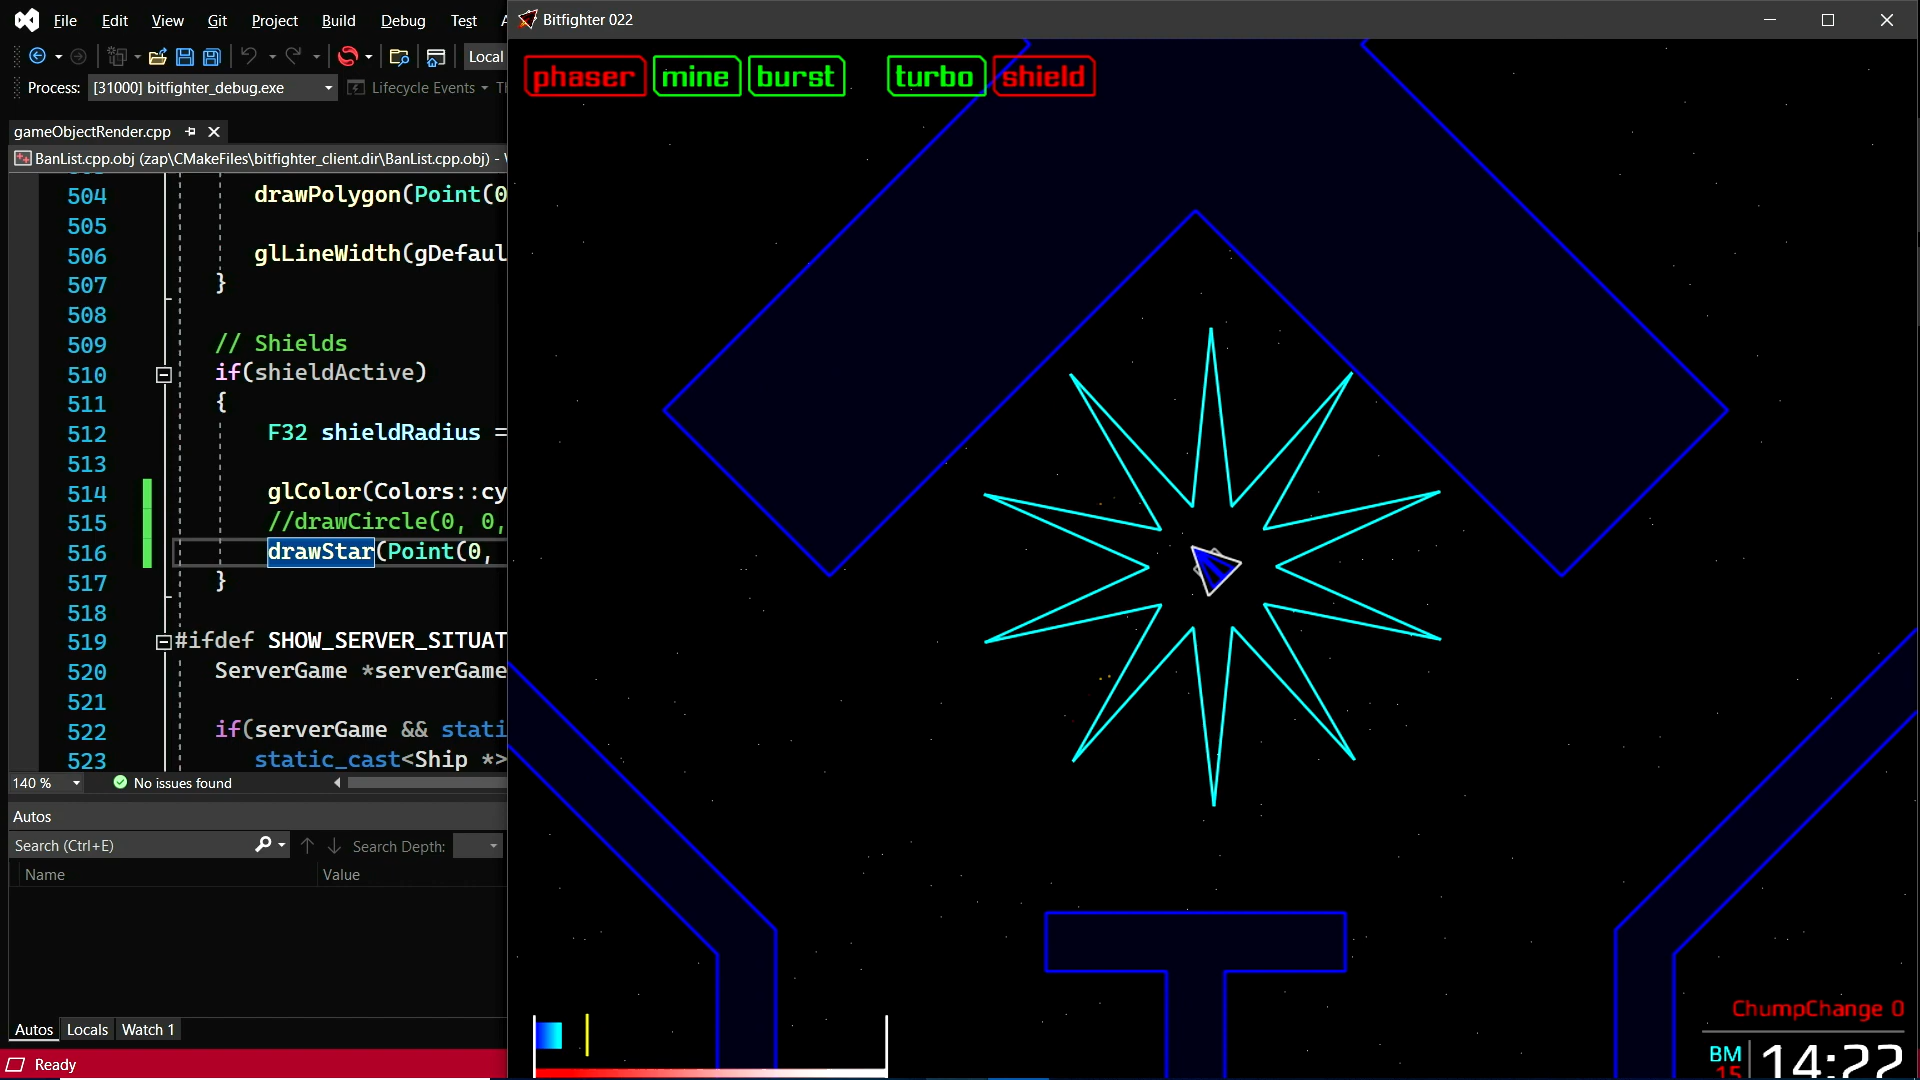 File Edit View Git Project Build Debug Test
Bitfighter 022
Local
Process: [31000] bitfighter_debug.exe Lifecycle Events
phaser mine burst turbo shield
gameObjectRender.cpp
BanList.cpp.obj (zap\CMakeFiles\bitfighter_client.dir\BanList.cpp.obj) -
504 drawPolygon(Point(0
505
506 glLineWidth(gDefaul
507 }
508
509 // Shields
510 if(shieldActive)
511 {
512 F32 shieldRadius =
513
514 glColor(Colors::cy
515 //drawCircle(0, 0,
516 drawStar(Point(0,
517 }
518
519 #ifdef SHOW_SERVER_SITUAT
520 ServerGame *serverGame
521
522 if(serverGame && stati
523 static_cast<Ship *>
140 % No issues found
Autos
Search (Ctrl+E) Search Depth:
Name Value
Autos Locals Watch 1
Ready
ChumpChange 0
BM 14:22
15